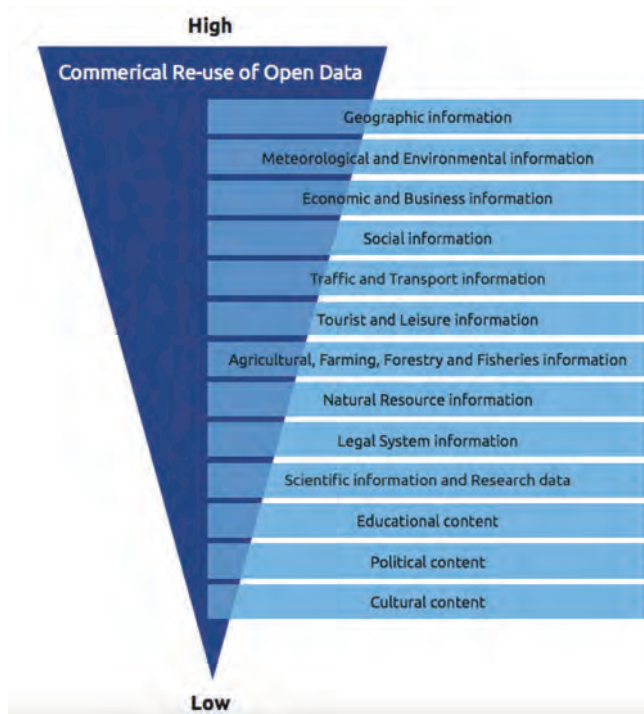 High
Commerical Re-use of Open Data
Geographic information
Meteorological and Environmental information
Economic and Business information
Social information
Traffic and Transport information
Tourist and Leisure information
Agricultural, Farming, Forestry and Fisheries information
Natural Resource information
Legal System information
Scientific information and Research data
Educational content
Political content
Cultural content
Low